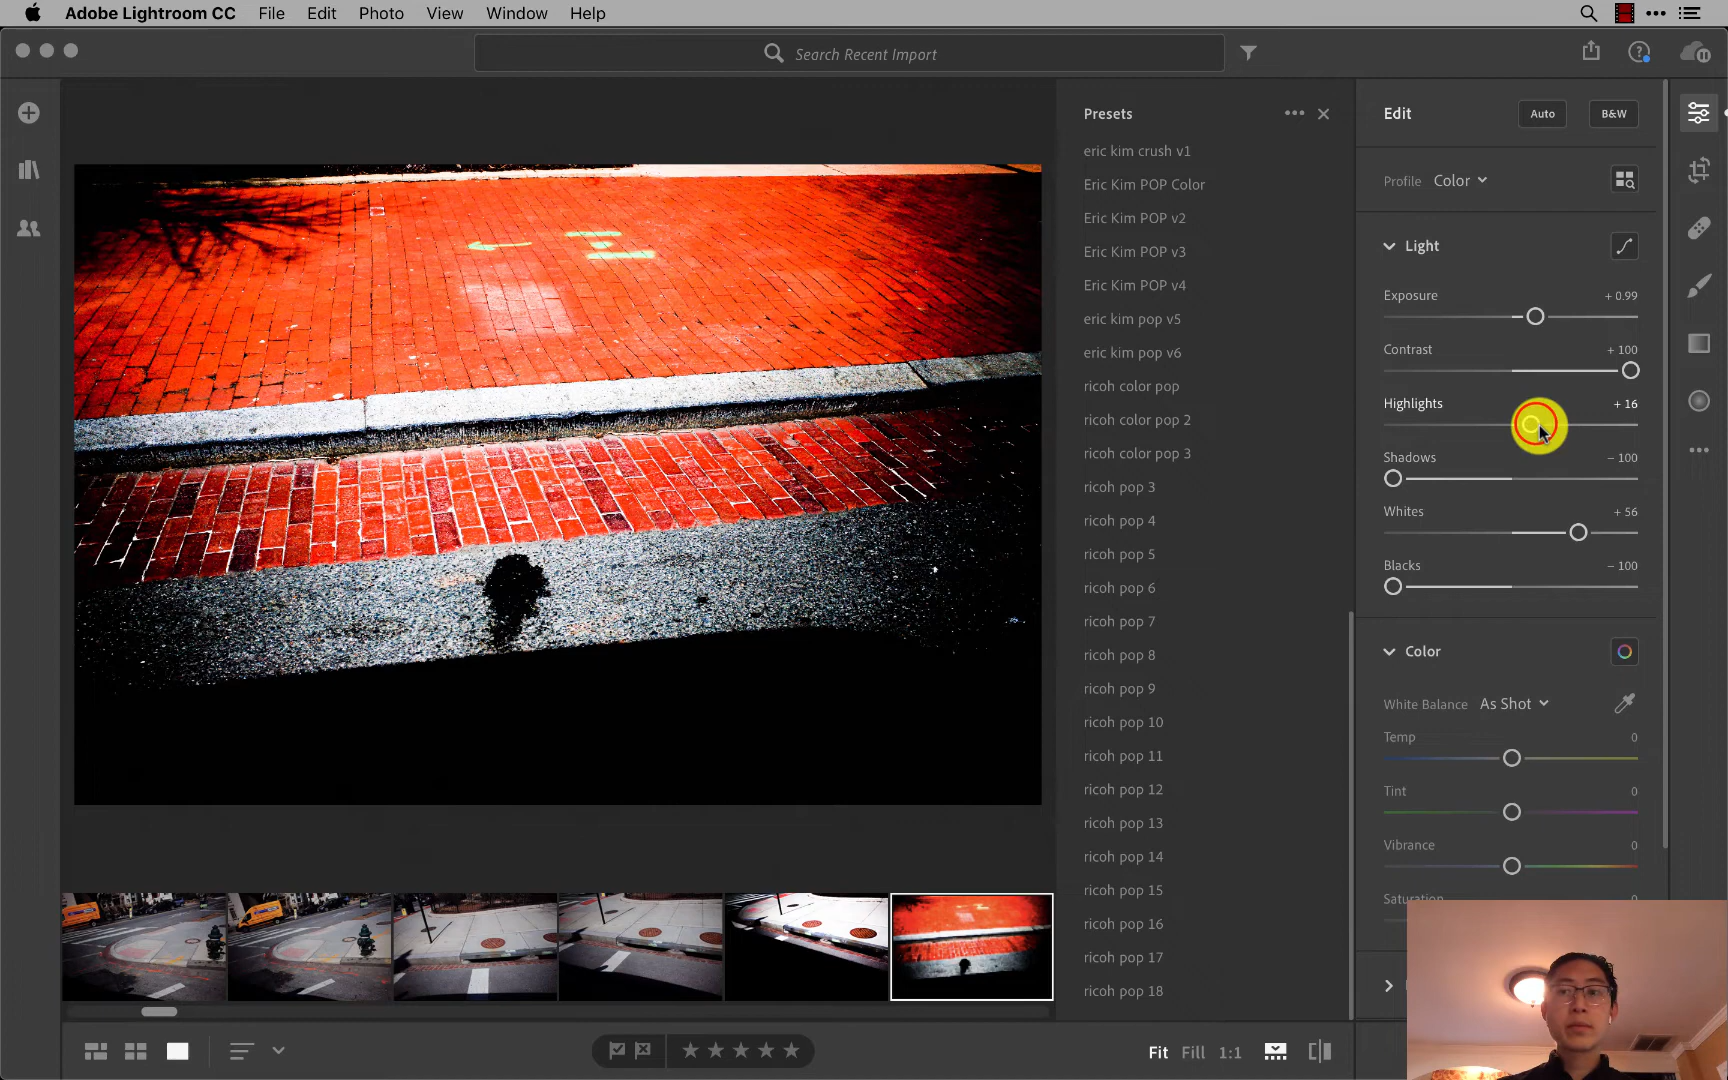 Adobe Lightroom CC File Edit Photo View Window Help
Search Recent Import
Presets
eric kim crush v1
Eric Kim POP Color
Eric Kim POP v2
Eric Kim POP v3
Eric Kim POP v4
eric kim pop v5
eric kim pop v6
ricoh color pop
ricoh color pop 2
ricoh color pop 3
ricoh pop 3
ricoh pop 4
ricoh pop 5
ricoh pop 6
ricoh pop 7
ricoh pop 8
ricoh pop 9
ricoh pop 10
ricoh pop 11
ricoh pop 12
ricoh pop 13
ricoh pop 14
ricoh pop 15
ricoh pop 16
ricoh pop 17
ricoh pop 18
Edit Auto B&W
Profile Color
Light
Exposure + 0.99
Contrast + 100
Highlights + 16
Shadows – 100
Whites + 56
Blacks – 100
Color
White Balance As Shot
Temp 0
Tint 0
Vibrance 0
Saturation 0
Fit Fill 1:1